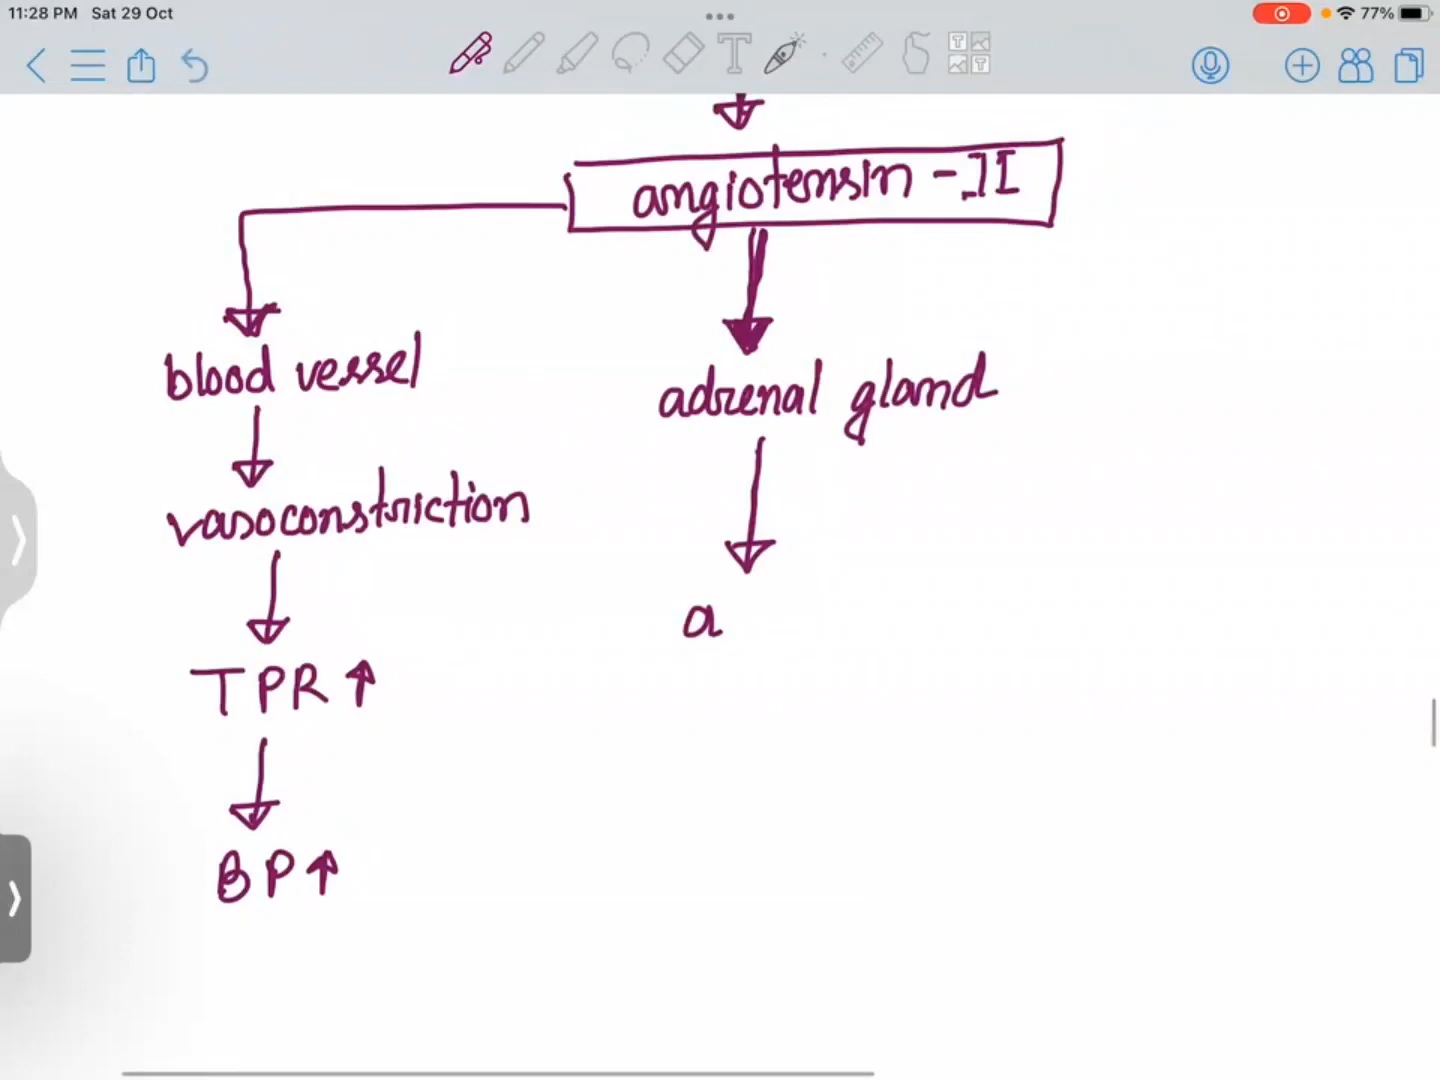 11:28 PM Sat 29 Oct
77%
angiotensin - II
blood vessel
adrenal gland
vasoconstriction
a
TPR ↑
BP ↑